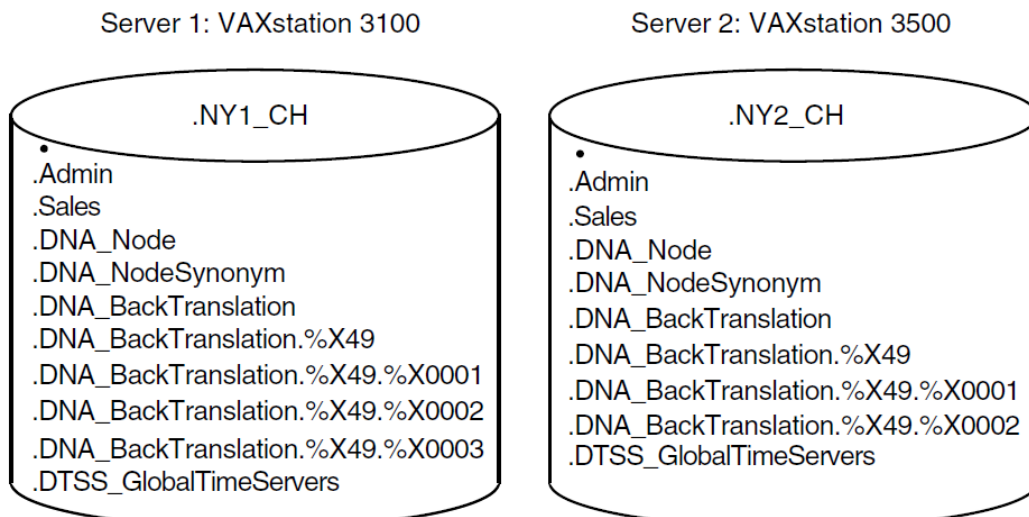 Server 1: VAXstation 3100
.NY1_CH
.
.Admin
.Sales
.DNA_Node
.DNA_NodeSynonym
.DNA_BackTranslation
.DNA_BackTranslation.%X49
.DNA_BackTranslation.%X49.%X0001
.DNA_BackTranslation.%X49.%X0002
.DNA_BackTranslation.%X49.%X0003
.DTSS_GlobalTimeServers
Server 2: VAXstation 3500
.NY2_CH
.
.Admin
.Sales
.DNA_Node
.DNA_NodeSynonym
.DNA_BackTranslation
.DNA_BackTranslation.%X49
.DNA_BackTranslation.%X49.%X0001
.DNA_BackTranslation.%X49.%X0002
.DTSS_GlobalTimeServers